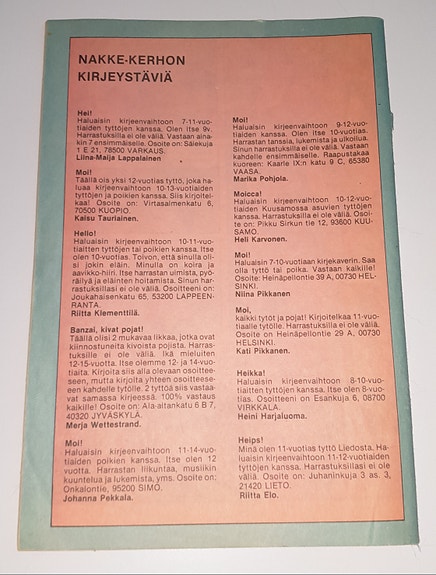 NAKKE-KERHON
KIRJEYSTÄVIÄ
Hei!
Haluaisin kirjeenvaihtoon 7-11-vuo-
tiaiden tyttöjen kanssa. Olen itse 9v.
Harrastuksilla ei ole väliä. Vastaan aina-
kin 7 ensimmäiselle. Osoite on: Säiekuja
1 E 21, 78500 VARKAUS.
Liina-Maija Lappalainen
Moi!
Täällä ois yksi 12-vuotias tyttö, joka ha-
luaa kirjeenvaihtoon 10-13-vuotiaiden
tyttöjen ja poikien kanssa. Siis kirjoitel-
kaa! Osoite on: Virtasalmenkatu 6,
70500 KUOPIO.
Kaisu Tauriainen.
Hello!
Haluaisin kirjeenvaihtoon 10-11-vuo-
tiaitten tyttöjen tai poikien kanssa. Itse
olen 10-vuotias. Toivon, että sinulla oli-
si jokin eläin. Minulla on koira ja
aavikko-hiiri. Itse harrastan uimista, pyö-
räilyä ja eläinten hoitamista. Sinun har-
rastuksillasi ei ole väliä. Osoitteeni on:
Joukahaisenkatu 65, 53200 LAPPEEN-
RANTA.
Riitta Klementtilä.
Banzai, kivat pojat!
Täällä olisi 2 mukavaa likkaa, jotka ovat
kiinnostuneita kivoista pojista. Harras-
tuksille ei ole väliä. Ikä mieluiten
12-15-vuotta. Itse olemme 12- ja 14-vuo-
tiaita. Kirjoita siis alla olevaan osoittee-
seen, mutta kirjoita yhteen osoitteesee-
een kahdelle tytölle. 2 tyttöä siis vastaa-
vat samassa kirjeessä. 100% vastaus
kaikille! Osoite on: Ala-aitankatu 6 B 7,
40320 JYVÄSKYLÄ.
Merja Wettestrand.
Moi!
Haluaisin kirjeenvaihtoon 11-14-vuo-
tiaiden poikien kanssa. Itse olen 12
vuotta. Harrastan liikuntaa, musiikin
kuuntelua ja lukemista, yms. Osoite on:
Onkalontie, 95200 SIMO.
Johanna Pekkala.
Moi!
Haluaisin kirjeenvaihtoon 9-12-vuo-
tiaiden kanssa. Olen itse 10-vuotias.
Harrastan tanssia, lukemista ja ulkoilua.
Sinun harrastuksilla ei ole väliä. Vastaan
kahdelle ensimmäiselle. Raapustakaa
kuoreen: Kaarle IX:n katu 9 C, 65380
VAASA.
Marika Pohjola.
Moicca!
Haluaisin kirjeenvaihtoon 10-12-vuo-
tiaiden Kuusamossa asuvien tyttöjen
kanssa. Harrastuksilla ei ole väliä. Osoi-
te on: Pikku Sirkun tie 12, 93600 KUU-
SAMO.
Heli Karvonen.
Moi!
Haluaisin 7-10-vuotiaan kirjekaverin. Saa
olla tyttö tai poika. Vastaan kaikille!
Osoite: Heinäpellontie 39 A, 00730 HEL-
SINKI.
Niina Pikkanen
Moi,
kaikki tytöt ja pojat! Kirjoitelkaa 11-vuo-
tiaalle tytölle. Harrastuksilla ei ole väliä.
Osoite on Heinäpellontie 29 A, 00730
HELSINKI.
Kati Pikkanen.
Heikka!
Haluaisin kirjeenvaihtoon 8-10-vuo-
tiaitten tyttöjen kanssa. Itse olen 8-vuo-
tias. Osoitteeni on Esankuja 6, 08700
VIRKKALA.
Heini Harjaluoma.
Heips!
Minä olen 11-vuotias tyttö Liedosta. Ha-
luaisin kirjeenvaihtoon 11-12-vuotiaiden
tyttöjen kanssa. Harrastuksillasi ei ole
väliä. Osoite on: Juhaninkuja 3 as. 3,
21420 LIETO.
Riitta Elo.